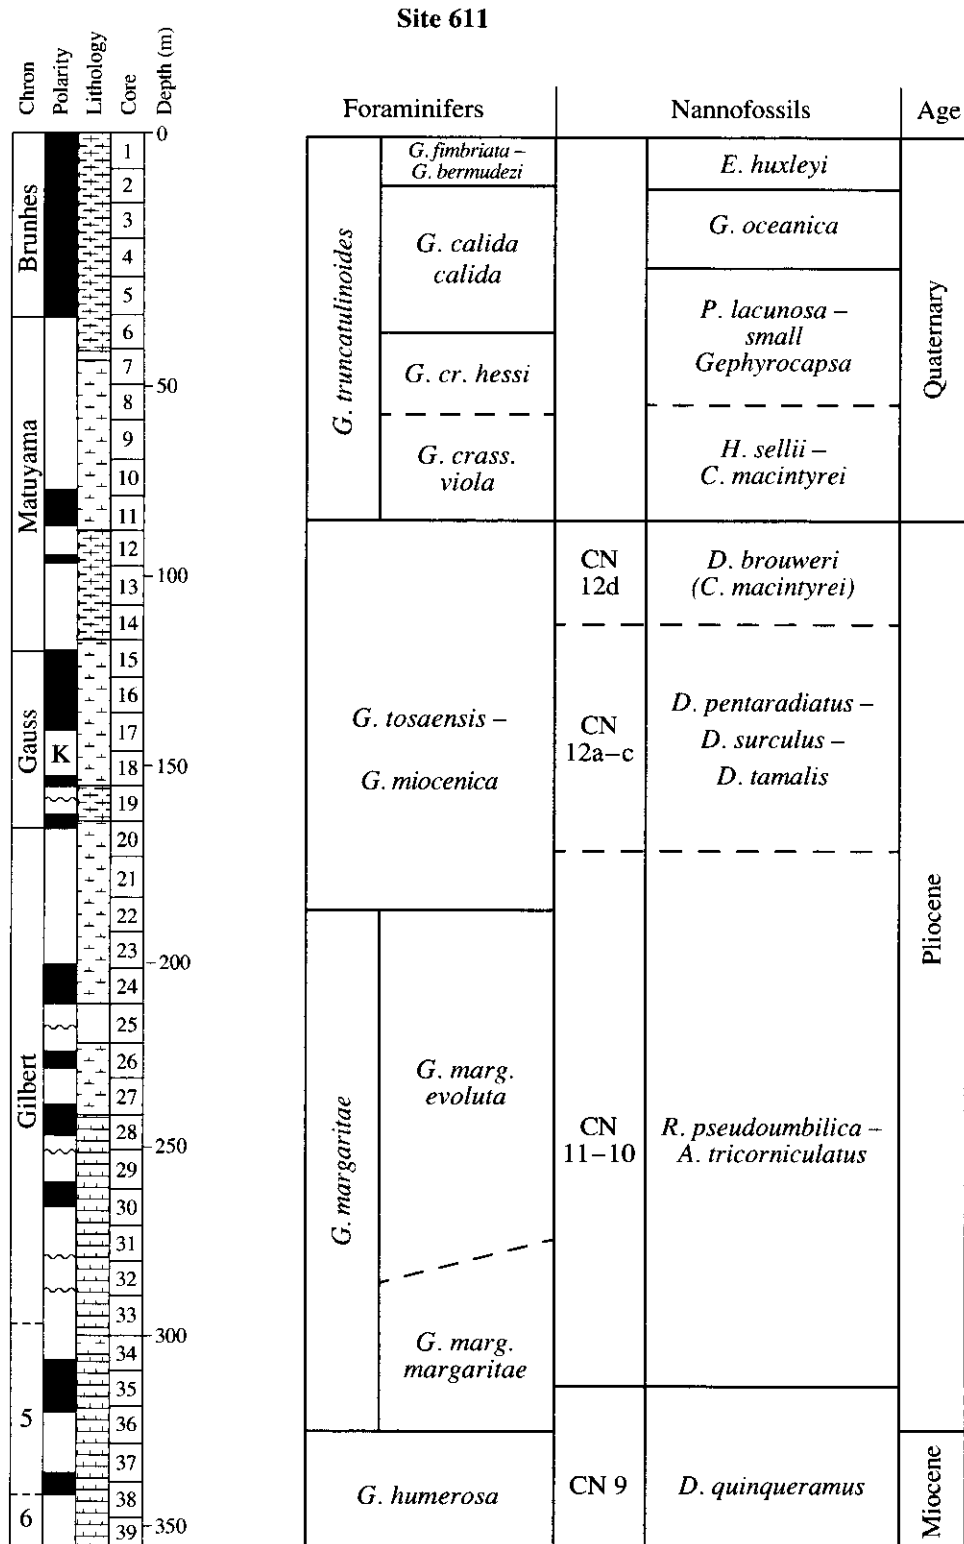 Site 611
Chron
Polarity
Lithology
Core
Depth (m)
Foraminifers
Nannofossils
Age
Brunhes
Matuyama
Gauss
Gilbert
5
6
K
1
2
3
4
5
6
7
8
9
10
11
12
13
14
15
16
17
18
19
20
21
22
23
24
25
26
27
28
29
30
31
32
33
34
35
36
37
38
39
0
50
100
150
200
250
300
350
G. truncatulinoides
G. fimbriata –
G. bermudezi
G. calida
calida
G. cr. hessi
G. crass.
viola
G. tosaensis –
G. miocenica
G. margaritae
G. marg.
evoluta
G. marg.
margaritae
G. humerosa
CN
12d
CN
12a–c
CN
11–10
CN 9
E. huxleyi
G. oceanica
P. lacunosa –
small
Gephyrocapsa
H. sellii –
C. macintyrei
D. brouweri
(C. macintyrei)
D. pentaradiatus –
D. surculus –
D. tamalis
R. pseudoumbilica –
A. tricorniculatus
D. quinqueramus
Quaternary
Pliocene
Miocene